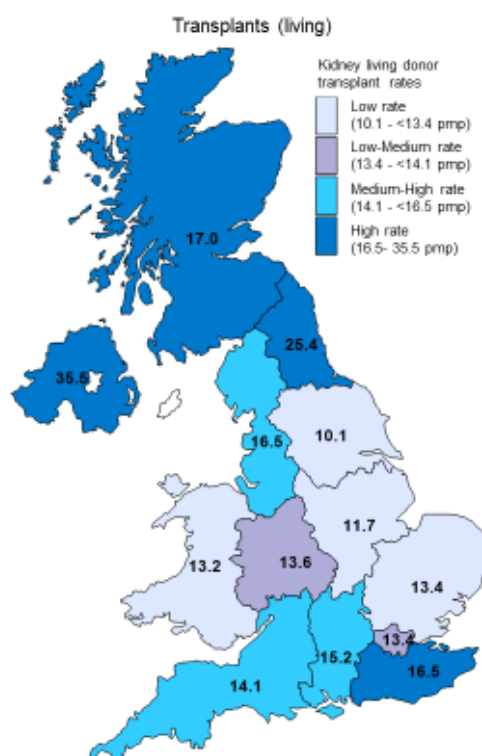 Transplants (living)
Kidney living donor
transplant rates
Low rate
(10.1 - <13.4 pmp)
Low-Medium rate
(13.4 - <14.1 pmp)
Medium-High rate
(14.1 - <16.5 pmp)
High rate
(16.5- 35.5 pmp)
17.0
25.4
35.5
10.1
16.5
11.7
13.2
13.6
13.4
13.4
15.2
16.5
14.1